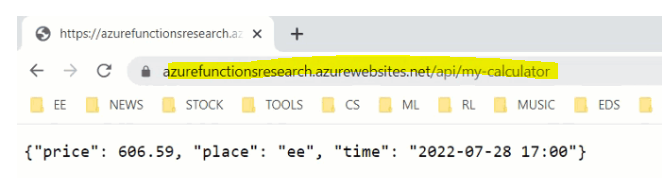 https://azurefunctionsresearch.az
azurefunctionsresearch.azurewebsites.net/api/my-calculator
EE NEWS STOCK TOOLS CS ML RL MUSIC EDS
{"price": 606.59, "place": "ee", "time": "2022-07-28 17:00"}